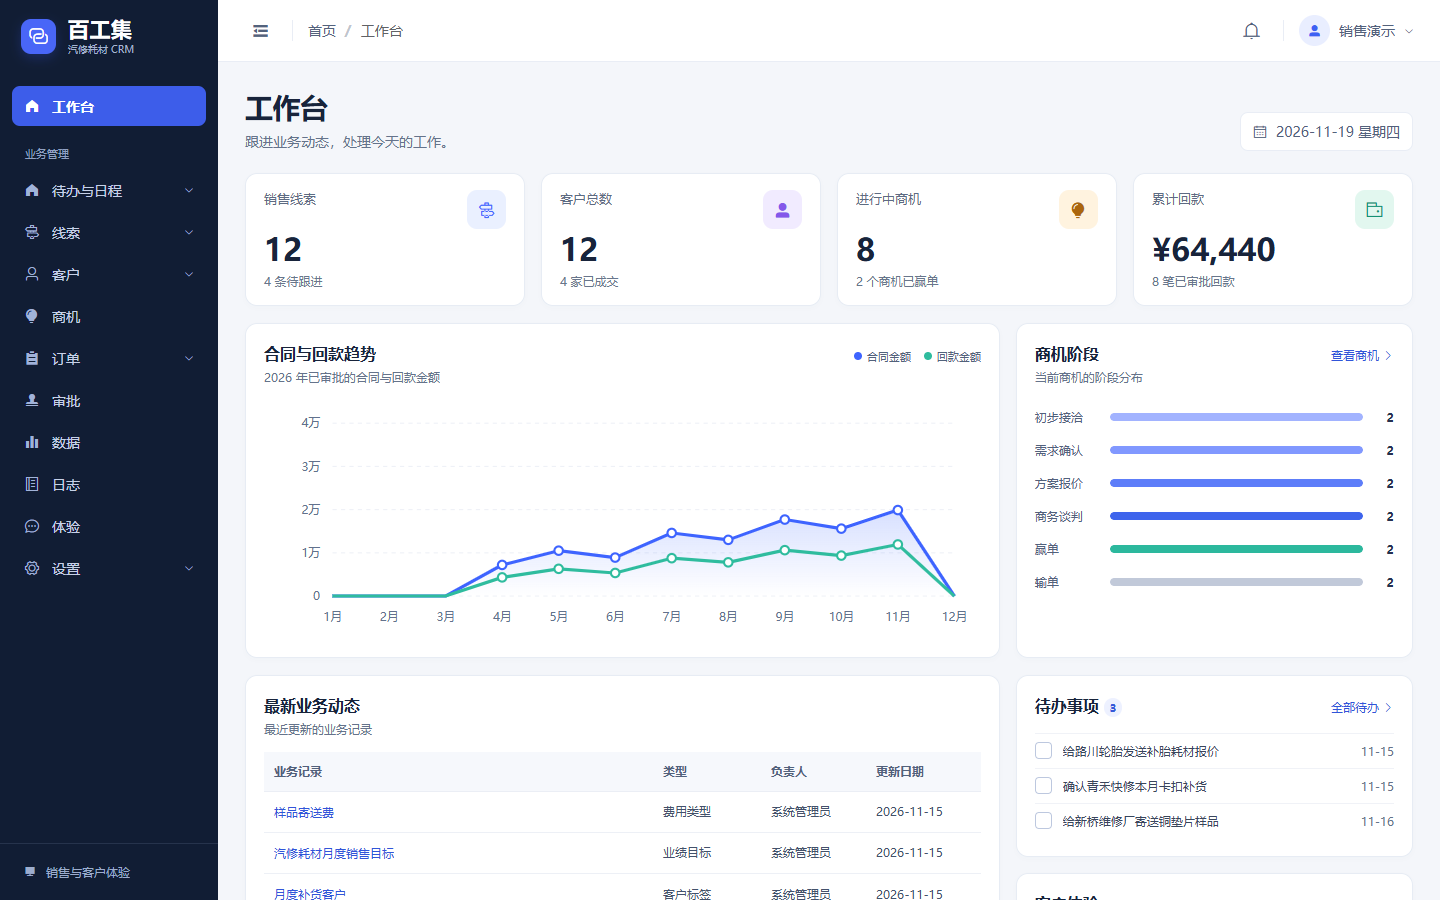 百工集
汽修耗材 CRM
工作台
业务管理
待办与日程
线索
客户
商机
订单
审批
数据
日志
体验
设置
销售与客户体验
首页 / 工作台
销售演示
工作台
跟进业务动态，处理今天的工作。
2026-11-19 星期四
销售线索
12
4 条待跟进
客户总数
12
4 家已成交
进行中商机
8
2 个商机已赢单
累计回款
¥64,440
8 笔已审批回款
合同与回款趋势
2026 年已审批的合同与回款金额
合同金额 回款金额
4万
3万
2万
1万
0
1月 2月 3月 4月 5月 6月 7月 8月 9月 10月 11月 12月
商机阶段
查看商机
当前商机的阶段分布
初步接洽 2
需求确认 2
方案报价 2
商务谈判 2
赢单 2
输单 2
最新业务动态
最近更新的业务记录
业务记录 类型 负责人 更新日期
样品寄送费 费用类型 系统管理员 2026-11-15
汽修耗材月度销售目标 业绩目标 系统管理员 2026-11-15
月度补货客户 客户标签 系统管理员 2026-11-15
待办事项 3
全部待办
给路川轮胎发送补胎耗材报价 11-15
确认青禾快修本月卡扣补货 11-15
给新桥维修厂寄送铜垫片样品 11-16